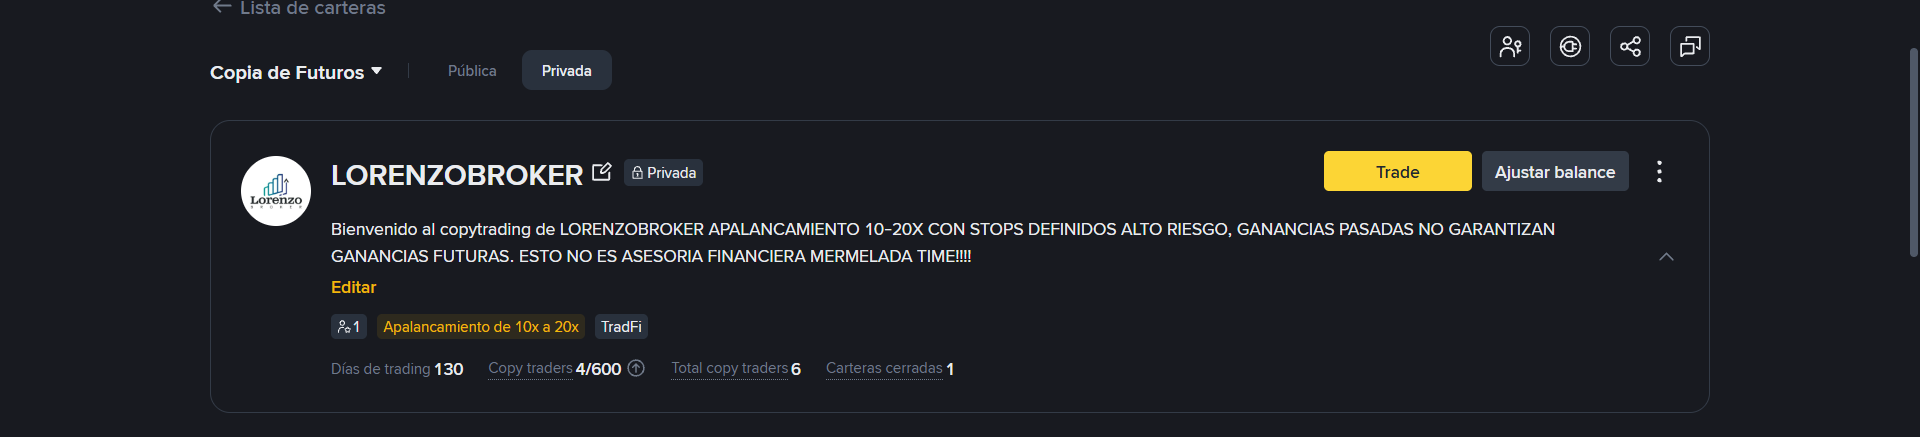 ← Lista de carteras
Copia de Futuros Pública Privada
LORENZOBROKER Privada
Trade Ajustar balance
Lorenzo
BROKER
Bienvenido al copytrading de LORENZOBROKER APALANCAMIENTO 10-20X CON STOPS DEFINIDOS ALTO RIESGO, GANANCIAS PASADAS NO GARANTIZAN
GANANCIAS FUTURAS. ESTO NO ES ASESORIA FINANCIERA MERMELADA TIME!!!!
Editar
1 Apalancamiento de 10x a 20x TradFi
Días de trading 130 Copy traders 4/600 Total copy traders 6 Carteras cerradas 1